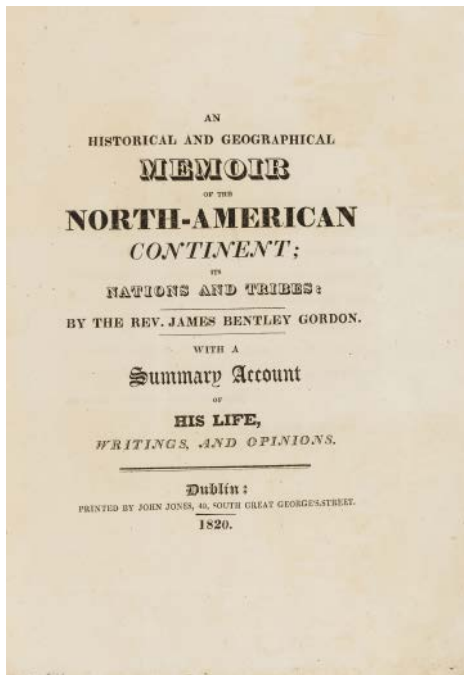 AN
HISTORICAL AND GEOGRAPHICAL
MEMOIR
OF THE
NORTH-AMERICAN
CONTINENT;
ITS
NATIONS AND TRIBES:
BY THE REV. JAMES BENTLEY GORDON.
WITH A
Summary Account
OF
HIS LIFE,
WRITINGS, AND OPINIONS.
Dublin:
PRINTED BY JOHN JONES, 40, SOUTH GREAT GEORGE'S-STREET.
1820.